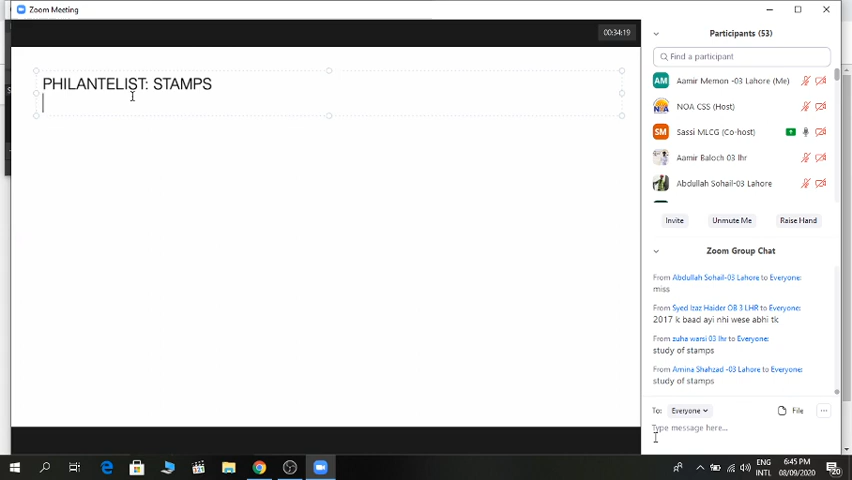 Zoom Meeting
00:34:19
PHILANTELIST: STAMPS
Participants (53)
Find a participant
AM Aamir Memon -03 Lahore (Me)
NOA CSS (Host)
SM Sassi MLCG (Co-host)
Aamir Baloch 03 lhr
Abdullah Sohail-03 Lahore
Invite
Unmute Me
Raise Hand
Zoom Group Chat
From Abdullah Sohail-03 Lahore to Everyone:
miss
From Syed Izaz Haider OB 3 LHR to Everyone:
2017 k baad ayi nhi wese abhi tk
From zuha warsi 03 lhr to Everyone:
study of stamps
From Amina Shahzad -03 Lahore to Everyone:
study of stamps
To: Everyone
File
Type message here...
ENG
INTL
6:45 PM
08/09/2020
20